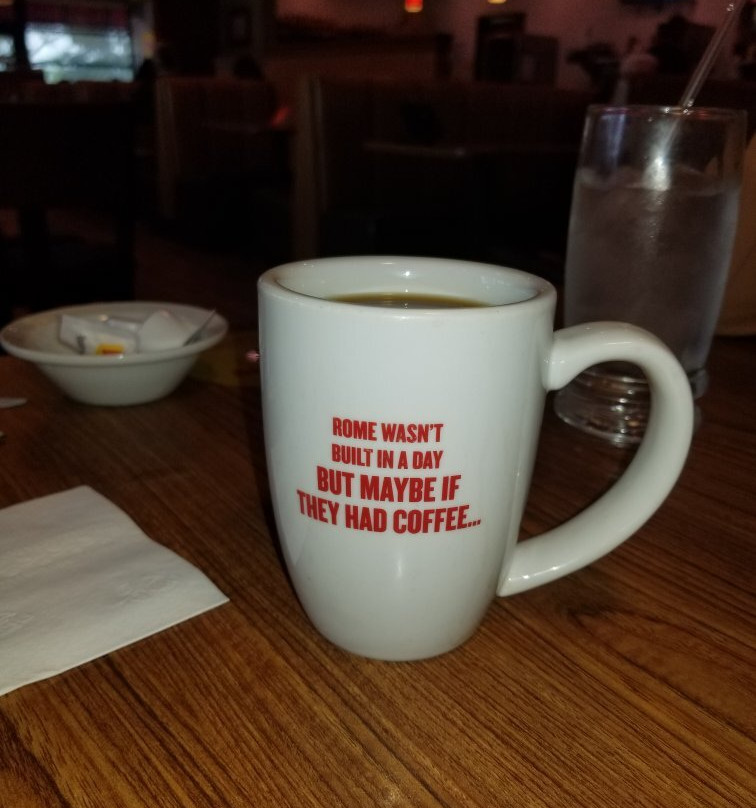 ROME WASN'T
BUILT IN A DAY
BUT MAYBE IF
THEY HAD COFFEE...